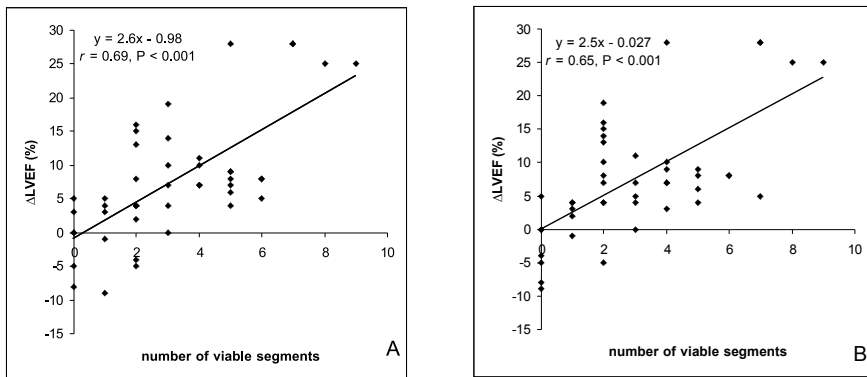 y = 2.6x - 0.98
r = 0.69, P < 0.001
30
25
20
15
10
5
0
-5
-10
-15
0 2 4 6 8 10
ΔLVEF (%)
number of viable segments
A
y = 2.5x - 0.027
r = 0.65, P < 0.001
30
25
20
15
10
5
0
-5
-10
-15
0 2 4 6 8 10
ΔLVEF (%)
number of viable segments
B